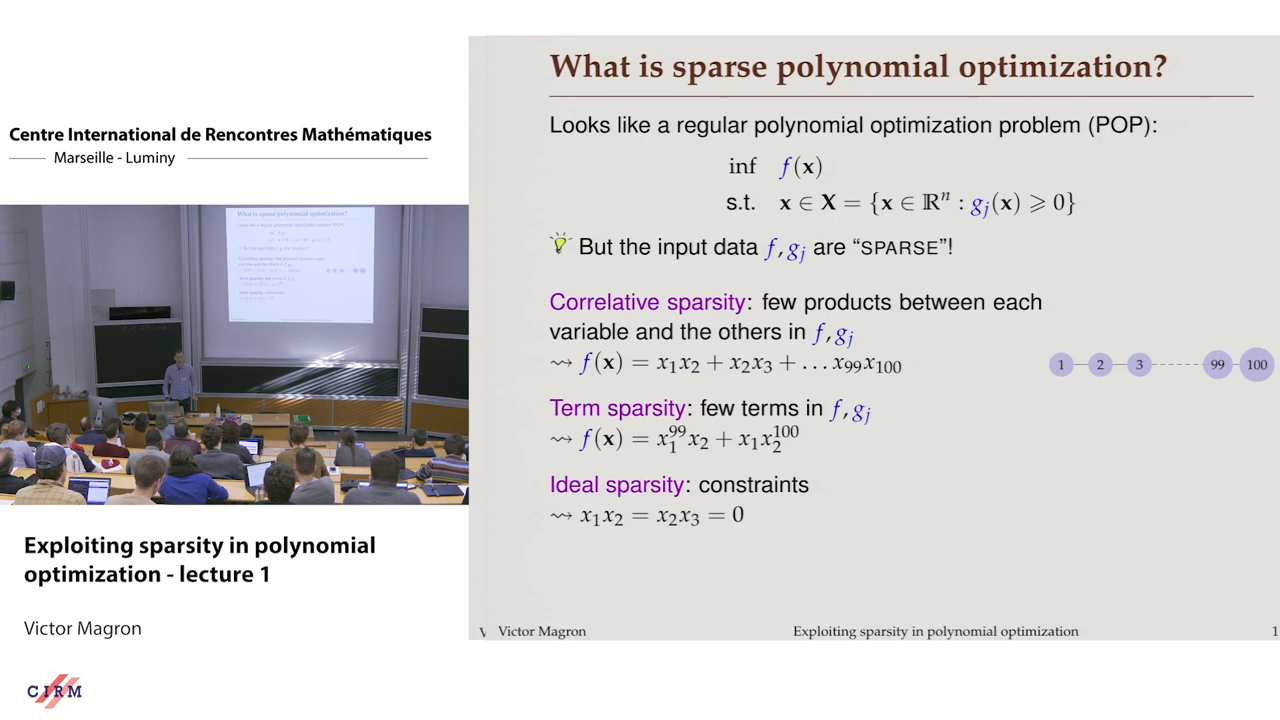 Centre International de Rencontres Mathématiques
Marseille - Luminy
What is sparse polynomial optimization?
Looks like a regular polynomial optimization problem (POP):
inf f(x)
s.t. x ∈ X = {x ∈ ℝⁿ : gⱼ(x) ⩾ 0}
But the input data f, gⱼ are “SPARSE”!
Correlative sparsity: few products between each
variable and the others in f, gⱼ
⇝ f(x) = x₁x₂ + x₂x₃ + … x₉₉x₁₀₀
1 2 3 99 100
Term sparsity: few terms in f, gⱼ
⇝ f(x) = x₁⁹⁹x₂ + x₁x₂¹⁰⁰
Ideal sparsity: constraints
⇝ x₁x₂ = x₂x₃ = 0
Victor Magron Exploiting sparsity in polynomial optimization 1
Exploiting sparsity in polynomial
optimization - lecture 1
Victor Magron
CIRM